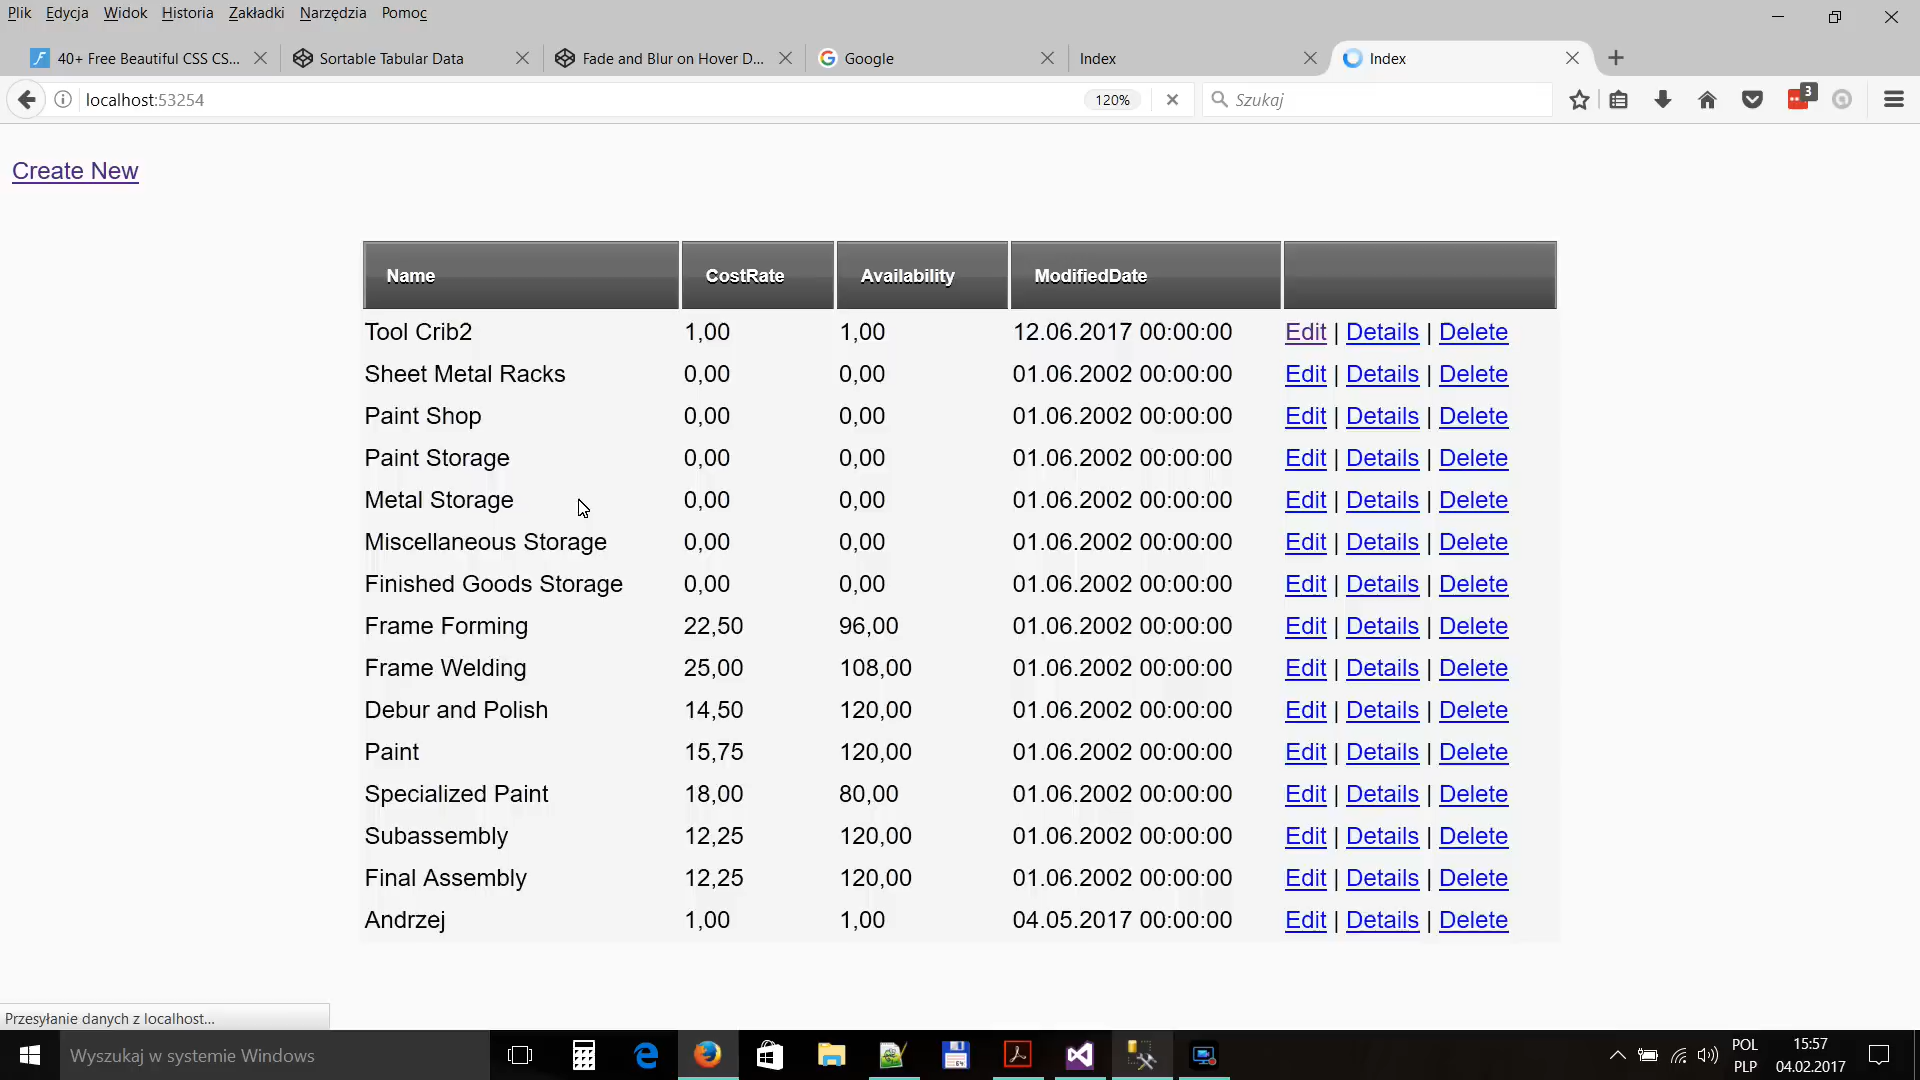 Plik Edycja Widok Historia Zakładki Narzędzia Pomoc
40+ Free Beautiful CSS CS... Sortable Tabular Data Fade and Blur on Hover D... Google Index Index
localhost:53254 120% Szukaj 3
Create New
Name CostRate Availability ModifiedDate
Tool Crib2 1,00 1,00 12.06.2017 00:00:00 Edit | Details | Delete
Sheet Metal Racks 0,00 0,00 01.06.2002 00:00:00 Edit | Details | Delete
Paint Shop 0,00 0,00 01.06.2002 00:00:00 Edit | Details | Delete
Paint Storage 0,00 0,00 01.06.2002 00:00:00 Edit | Details | Delete
Metal Storage 0,00 0,00 01.06.2002 00:00:00 Edit | Details | Delete
Miscellaneous Storage 0,00 0,00 01.06.2002 00:00:00 Edit | Details | Delete
Finished Goods Storage 0,00 0,00 01.06.2002 00:00:00 Edit | Details | Delete
Frame Forming 22,50 96,00 01.06.2002 00:00:00 Edit | Details | Delete
Frame Welding 25,00 108,00 01.06.2002 00:00:00 Edit | Details | Delete
Debur and Polish 14,50 120,00 01.06.2002 00:00:00 Edit | Details | Delete
Paint 15,75 120,00 01.06.2002 00:00:00 Edit | Details | Delete
Specialized Paint 18,00 80,00 01.06.2002 00:00:00 Edit | Details | Delete
Subassembly 12,25 120,00 01.06.2002 00:00:00 Edit | Details | Delete
Final Assembly 12,25 120,00 01.06.2002 00:00:00 Edit | Details | Delete
Andrzej 1,00 1,00 04.05.2017 00:00:00 Edit | Details | Delete
Przesyłanie danych z localhost...
Wyszukaj w systemie Windows
POL 15:57
PLP 04.02.2017